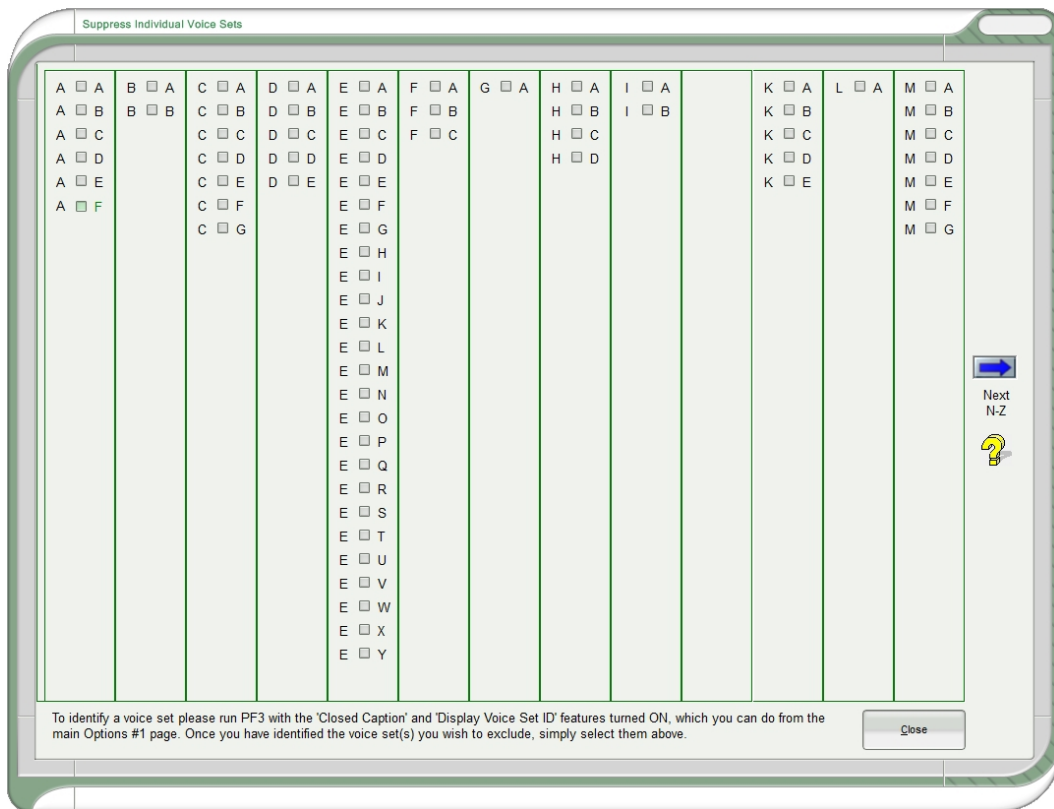 Suppress Individual Voice Sets
A A B A C A D A E A F A G A H A I A K A L A M A
A B B B C B D B E B F B H B I B K B M B
A C C C D C E C F C H C K C M C
A D C D D D E D H D K D M D
A E C E D E E E K E M E
A F C F E F M F
C G E G M G
E H
E I
E J
E K
E L
E M
E N
E O
E P
E Q
E R
E S
E T
E U
E V
E W
E X
E Y
Next
N-Z
To identify a voice set please run PF3 with the 'Closed Caption' and 'Display Voice Set ID' features turned ON, which you can do from the
main Options #1 page. Once you have identified the voice set(s) you wish to exclude, simply select them above.
Close